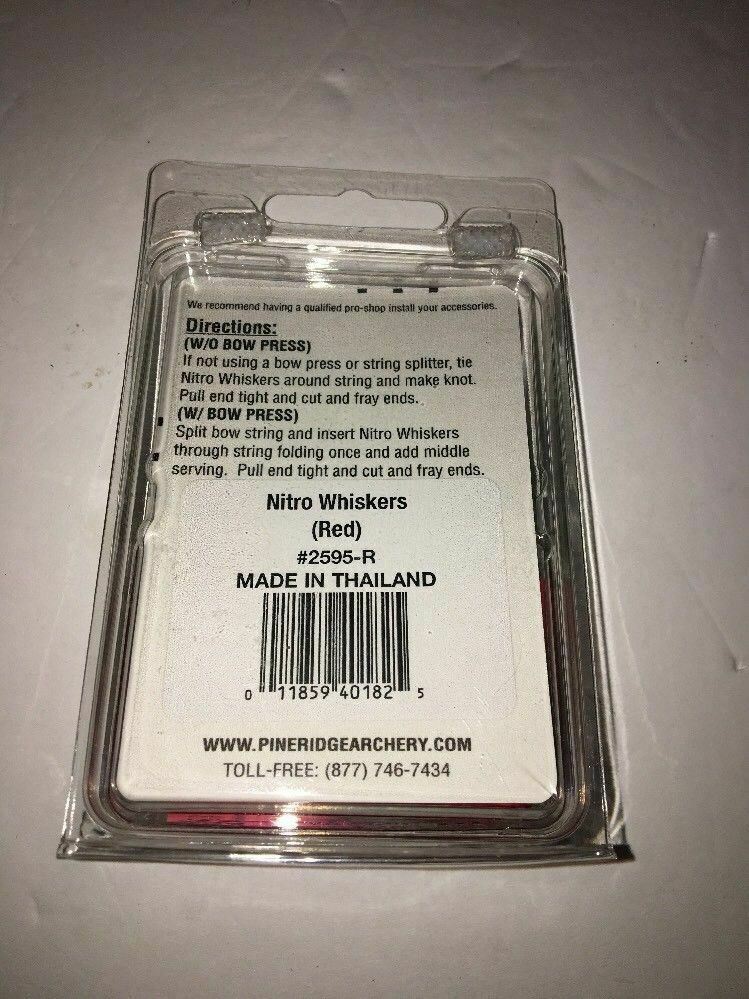 We recommend having a qualified pro-shop install your accessories.
Directions:
(W/O BOW PRESS)
If not using a bow press or string splitter, tie
Nitro Whiskers around string and make knot.
Pull end tight and cut and fray ends.
(W/ BOW PRESS)
Split bow string and insert Nitro Whiskers
through string folding once and add middle
serving. Pull end tight and cut and fray ends.
Nitro Whiskers
(Red)
#2595-R
MADE IN THAILAND
0 11859 40182 5
WWW.PINERIDGEARCHERY.COM
TOLL-FREE: (877) 746-7434